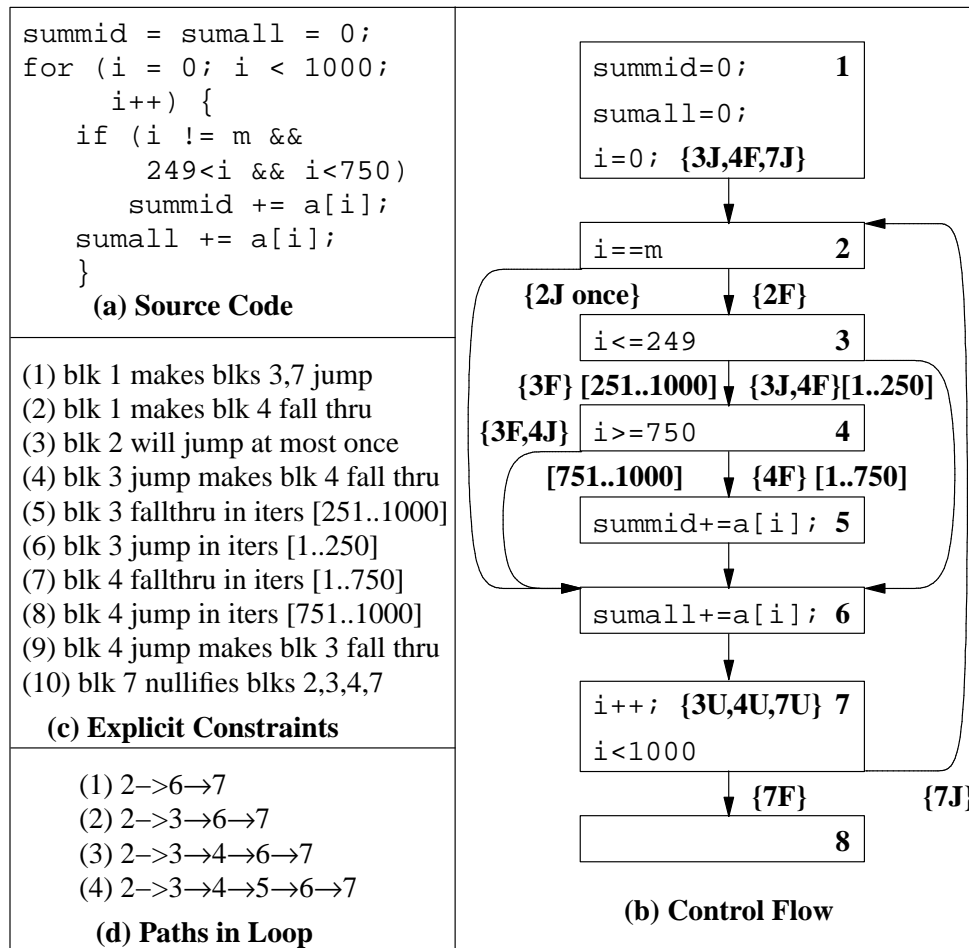 summid = sumall = 0;
for (i = 0; i < 1000;
i++) {
if (i != m &&
249<i && i<750)
summid += a[i];
sumall += a[i];
}
(a) Source Code
(1) blk 1 makes blks 3,7 jump
(2) blk 1 makes blk 4 fall thru
(3) blk 2 will jump at most once
(4) blk 3 jump makes blk 4 fall thru
(5) blk 3 fallthru in iters [251..1000]
(6) blk 3 jump in iters [1..250]
(7) blk 4 fallthru in iters [1..750]
(8) blk 4 jump in iters [751..1000]
(9) blk 4 jump makes blk 3 fall thru
(10) blk 7 nullifies blks 2,3,4,7
(c) Explicit Constraints
(1) 2−>6→7
(2) 2−>3→6→7
(3) 2−>3→4→6→7
(4) 2−>3→4→5→6→7
(d) Paths in Loop
summid=0; 1
sumall=0;
i=0; {3J,4F,7J}
i==m 2
{2J once} {2F}
i<=249 3
{3F} [251..1000] {3J,4F}[1..250]
{3F,4J} i>=750 4
[751..1000] {4F} [1..750]
summid+=a[i]; 5
sumall+=a[i]; 6
i++; {3U,4U,7U} 7
i<1000
{7F} {7J}
8
(b) Control Flow